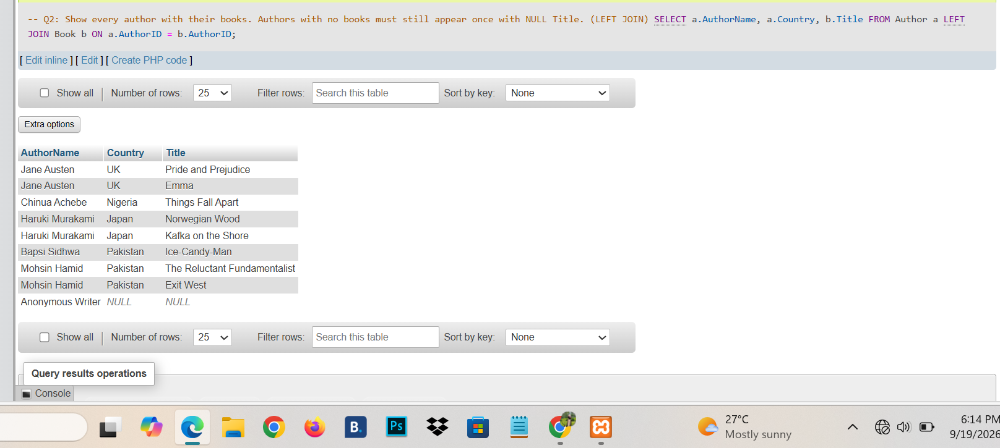 -- Q2: Show every author with their books. Authors with no books must still appear once with NULL Title. (LEFT JOIN) SELECT a.AuthorName, a.Country, b.Title FROM Author a LEFT
JOIN Book b ON a.AuthorID = b.AuthorID;
[ Edit inline ] [ Edit ] [ Create PHP code ]
Show all | Number of rows: 25 Filter rows: Search this table Sort by key: None
Extra options
AuthorName Country Title
Jane Austen UK Pride and Prejudice
Jane Austen UK Emma
Chinua Achebe Nigeria Things Fall Apart
Haruki Murakami Japan Norwegian Wood
Haruki Murakami Japan Kafka on the Shore
Bapsi Sidhwa Pakistan Ice-Candy-Man
Mohsin Hamid Pakistan The Reluctant Fundamentalist
Mohsin Hamid Pakistan Exit West
Anonymous Writer NULL NULL
Show all | Number of rows: 25 Filter rows: Search this table Sort by key: None
Query results operations
Console
B. Ps
27°C 6:14 PM
Mostly sunny 9/19/2026